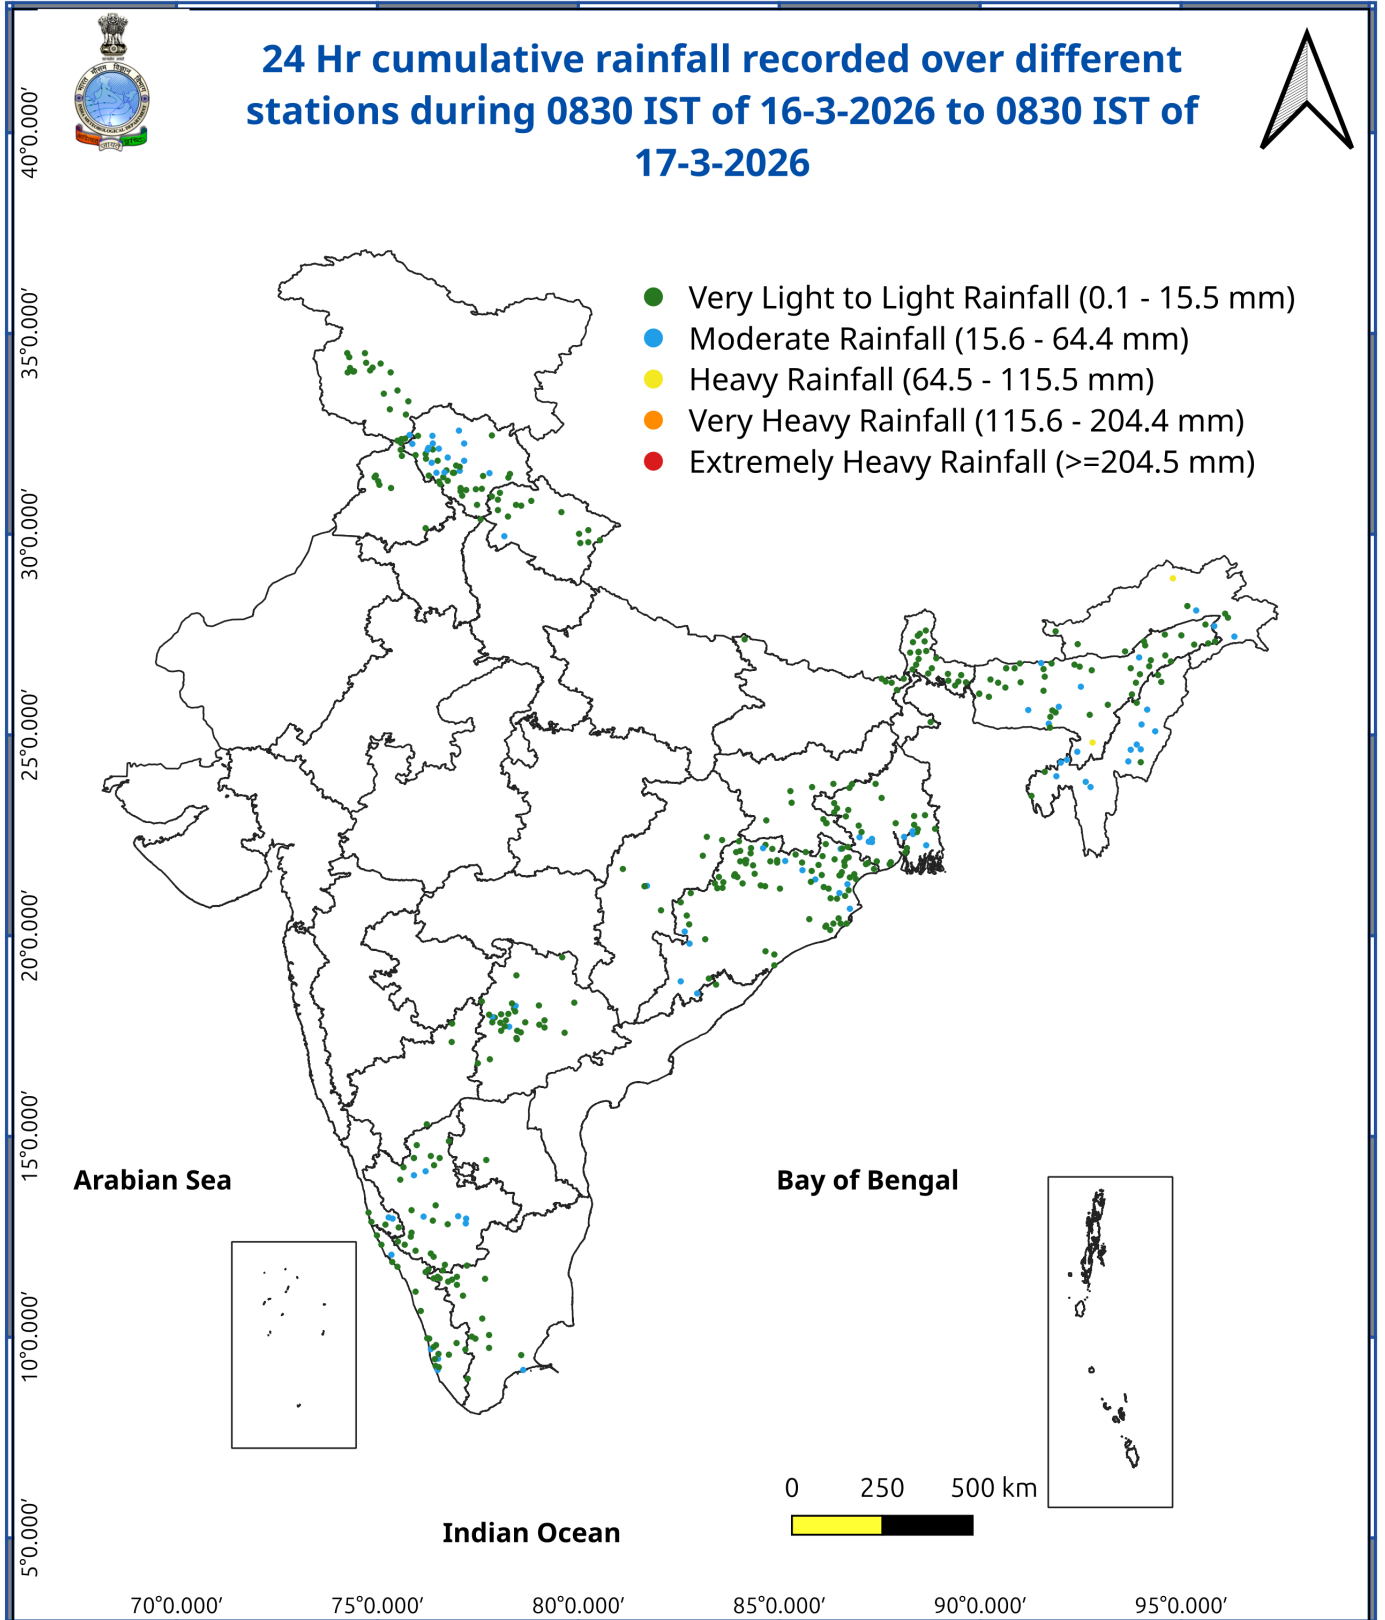 24 Hr cumulative rainfall recorded over different
stations during 0830 IST of 16-3-2026 to 0830 IST of
17-3-2026
Very Light to Light Rainfall (0.1 - 15.5 mm)
Moderate Rainfall (15.6 - 64.4 mm)
Heavy Rainfall (64.5 - 115.5 mm)
Very Heavy Rainfall (115.6 - 204.4 mm)
Extremely Heavy Rainfall (>=204.5 mm)
40°0.000′
35°0.000′
30°0.000′
25°0.000′
20°0.000′
15°0.000′
10°0.000′
5°0.000′
Arabian Sea
Bay of Bengal
Indian Ocean
0 250 500 km
70°0.000′ 75°0.000′ 80°0.000′ 85°0.000′ 90°0.000′ 95°0.000′